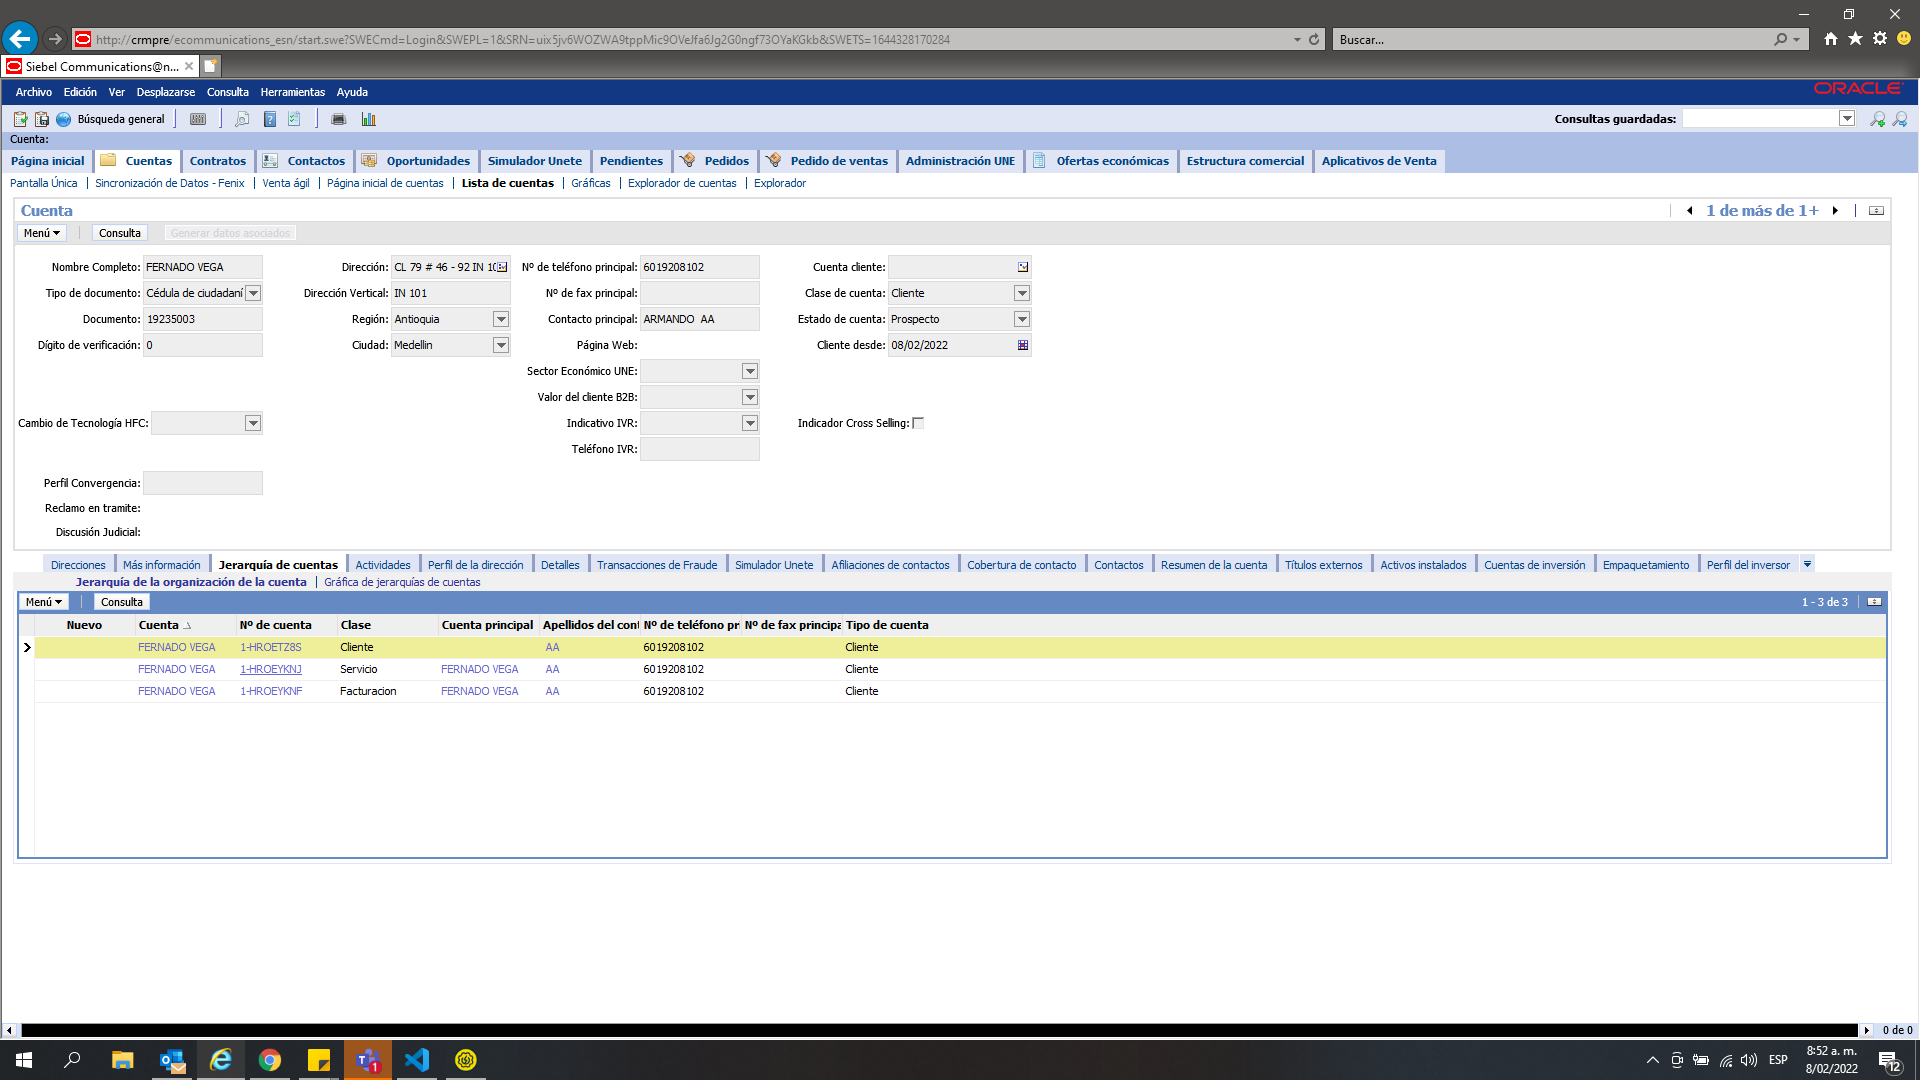 http://crmpre/ecommunications_esn/start.swe?SWECmd=Login&SWEPL=1&SRN=uix5jv6WOZWA9tppMic9OVeJfa6Jg2G0ngf73OYaKGkb&SWETS=1644328170284
Buscar...
Siebel Communications@n...
Archivo Edición Ver Desplazarse Consulta Herramientas Ayuda
ORACLE
Búsqueda general
Consultas guardadas:
Cuenta:
Página inicial Cuentas Contratos Contactos Oportunidades Simulador Unete Pendientes Pedidos Pedido de ventas Administración UNE Ofertas económicas Estructura comercial Aplicativos de Venta
Pantalla Única Sincronización de Datos - Fenix Venta ágil Página inicial de cuentas Lista de cuentas Gráficas Explorador de cuentas Explorador
Cuenta
1 de más de 1+
Menú Consulta Generar datos asociados
Nombre Completo: FERNADO VEGA Dirección: CL 79 # 46 - 92 IN 10 Nº de teléfono principal: 6019208102 Cuenta cliente:
Tipo de documento: Cédula de ciudadaní Dirección Vertical: IN 101 Nº de fax principal: Clase de cuenta: Cliente
Documento: 19235003 Región: Antioquia Contacto principal: ARMANDO AA Estado de cuenta: Prospecto
Dígito de verificación: 0 Ciudad: Medellin Página Web: Cliente desde: 08/02/2022
Sector Económico UNE:
Valor del cliente B2B:
Cambio de Tecnología HFC: Indicativo IVR: Indicador Cross Selling:
Teléfono IVR:
Perfil Convergencia:
Reclamo en tramite:
Discusión Judicial:
Direcciones Más información Jerarquía de cuentas Actividades Perfil de la dirección Detalles Transacciones de Fraude Simulador Unete Afiliaciones de contactos Cobertura de contacto Contactos Resumen de la cuenta Títulos externos Activos instalados Cuentas de inversión Empaquetamiento Perfil del inversor
Jerarquía de la organización de la cuenta Gráfica de jerarquías de cuentas
Menú Consulta 1 - 3 de 3
Nuevo Cuenta Nº de cuenta Clase Cuenta principal Apellidos del cont Nº de teléfono pr Nº de fax principa Tipo de cuenta
FERNADO VEGA 1-HROETZ8S Cliente AA 6019208102 Cliente
FERNADO VEGA 1-HROEYKNJ Servicio FERNADO VEGA AA 6019208102 Cliente
FERNADO VEGA 1-HROEYKNF Facturacion FERNADO VEGA AA 6019208102 Cliente
0 de 0
ESP
8:52 a. m.
8/02/2022
1
12